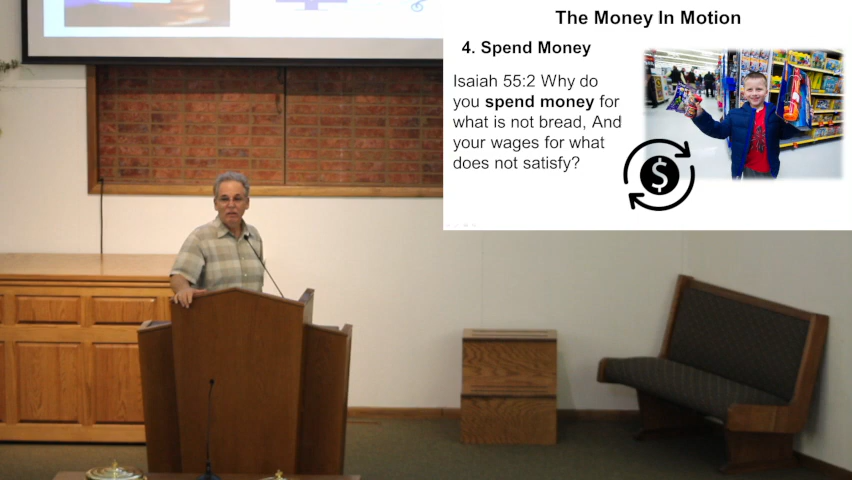 The Money In Motion
4. Spend Money
Isaiah 55:2 Why do
you spend money for
what is not bread, And
your wages for what
does not satisfy?
$